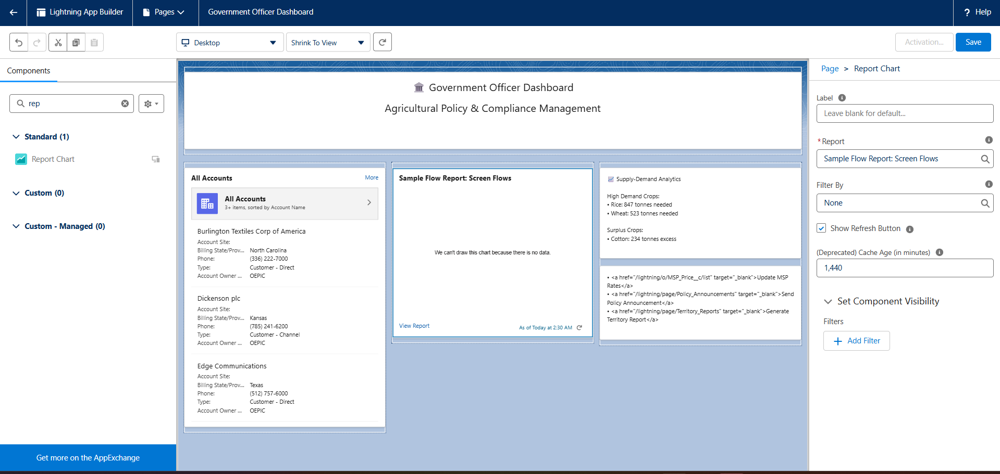 Lightning App Builder
Pages
Government Officer Dashboard
? Help
Desktop
Shrink To View
Activation...
Save
Components
rep
Standard (1)
Report Chart
Custom (0)
Custom - Managed (0)
Get more on the AppExchange
Government Officer Dashboard
Agricultural Policy & Compliance Management
All Accounts
More
All Accounts
3+ items, sorted by Account Name
Burlington Textiles Corp of America
Account Site:
Billing State/Prov... North Carolina
Phone: (336) 222-7000
Type: Customer - Direct
Account Owner ... OEPIC
Dickenson plc
Account Site:
Billing State/Prov... Kansas
Phone: (785) 241-6200
Type: Customer - Channel
Account Owner ... OEPIC
Edge Communications
Account Site:
Billing State/Prov... Texas
Phone: (512) 757-6000
Type: Customer - Direct
Account Owner ... OEPIC
Sample Flow Report: Screen Flows
We can't draw this chart because there is no data.
View Report
As of Today at 2:30 AM
Supply-Demand Analytics
High Demand Crops:
• Rice: 847 tonnes needed
• Wheat: 523 tonnes needed
Surplus Crops:
• Cotton: 234 tonnes excess
• <a href="/lightning/o/MSP_Price__c/list" target="_blank">Update MSP
Rates</a>
• <a href="/lightning/page/Policy_Announcements" target="_blank">Send
Policy Announcement</a>
• <a href="/lightning/page/Territory_Reports" target="_blank">Generate
Territory Report</a>
Page > Report Chart
Label
Leave blank for default...
*Report
Sample Flow Report: Screen Flows
Filter By
None
Show Refresh Button
(Deprecated) Cache Age (in minutes)
1,440
Set Component Visibility
Filters
+ Add Filter